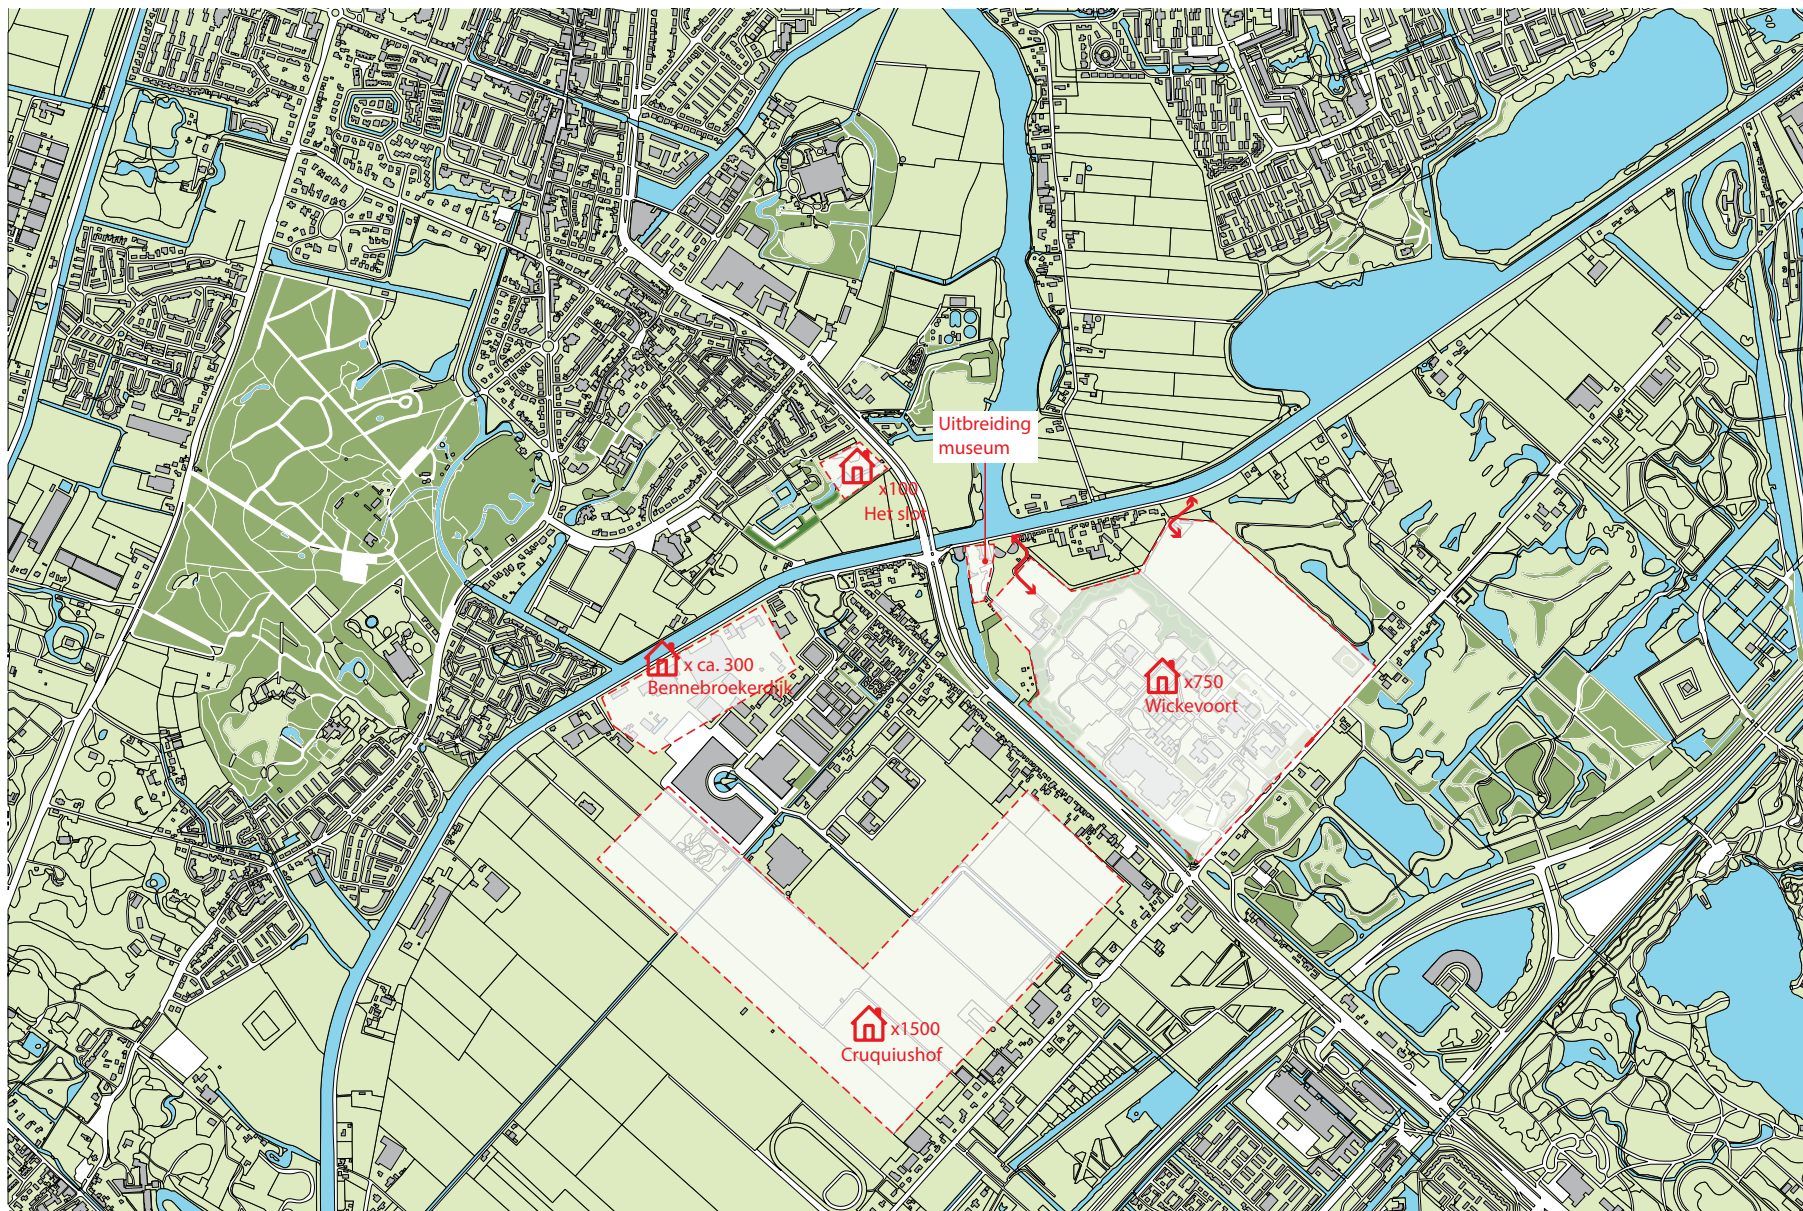 Uitbreiding
museum
x100
Het slot
x ca. 300
Bennebroekerdijk
x750
Wickevoort
x1500
Cruquiushof